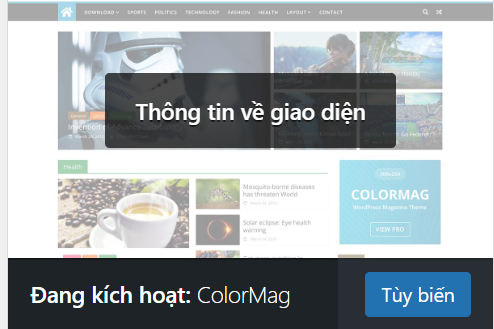 DOWNLOAD SPORTS POLITICS TECHNOLOGY FASHION HEALTH LAYOUT CONTACT
Thông tin về giao diện
Health
Mosquito-borne diseases
has threaten World
Solar eclipse: Eye health
warning
COLORMAG
WordPress Magazine Theme
VIEW PRO
Đang kích hoạt: ColorMag
Tùy biến